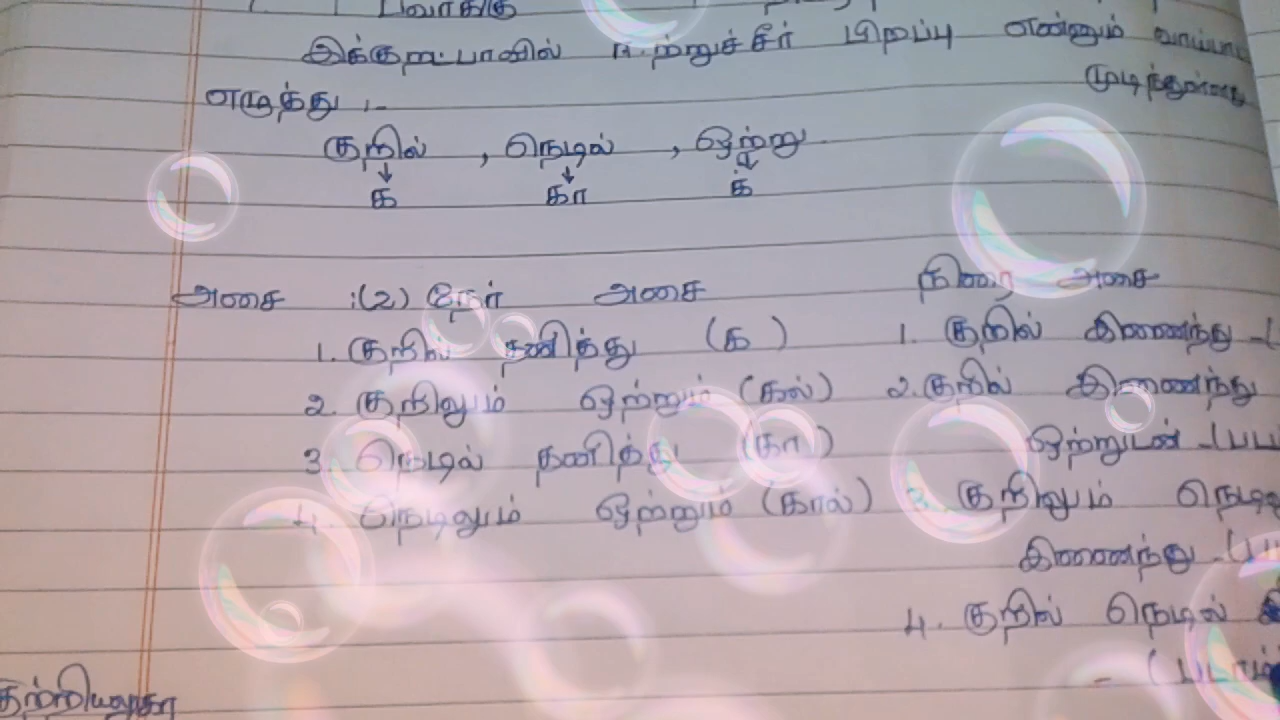 இக்குறட்பாவில் ஈற்றுச்சீர் பிறப்பு என்னும்
எழுத்து :-
குறில் , நெடில் , ஒற்று
க கா க்
அசை :(2) நேர் அசை நிரை அசை
1. குறில் தனித்து (க) 1. குறில் இணைந்து -(
2. குறிலும் ஒற்றும் (கல்) 2. குறில் இணைந்து
3. நெடில் தனித்து (கா) ஒற்றுடன் -(
4. நெடிலும் ஒற்றும் (கால்) 3. குறிலும்
இணைந்து -(
4. குறில் நெடில்